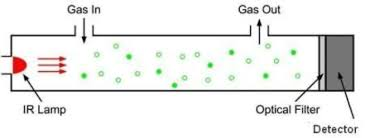 Gas In
Gas Out
IR Lamp
Optical Filter
Detector